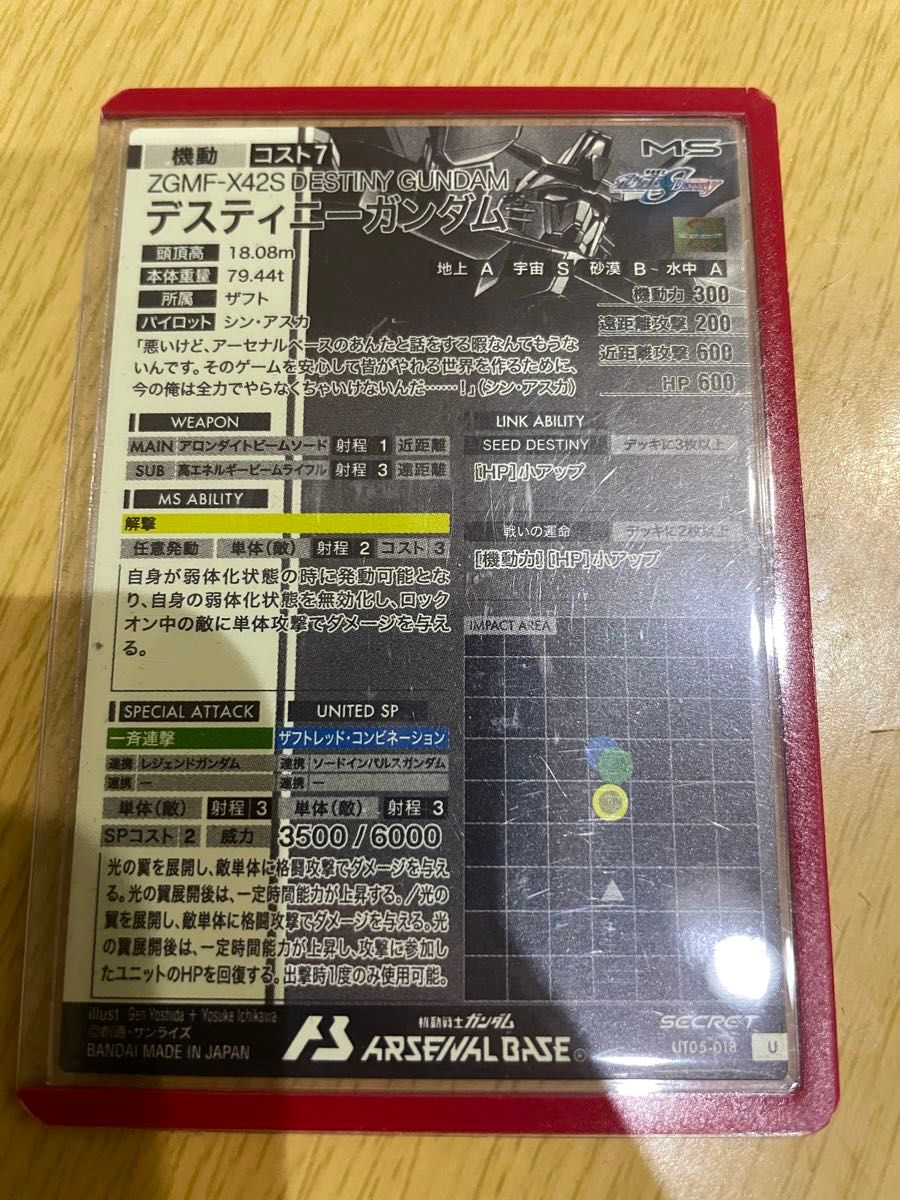 機動 コスト7
MS
ZGMF-X42S DESTINY GUNDAM
デスティニーガンダム
頭頂高 18.08m
本体重量 79.44t
所属 ザフト
パイロット シン・アスカ
地上 A 宇宙 S 砂漠 B 水中 A
機動力 300
遠距離攻撃 200
近距離攻撃 600
HP 600
「悪いけど、アーセナルベースのあんたと話をする暇なんてもうな
いんです。そのゲームを安心して皆がやれる世界を作るために、
今の俺は全力でやらなくちゃいけないんだ……！」(シン・アスカ)
WEAPON
MAIN アロンダイトビームソード 射程 1 近距離
SUB 高エネルギービームライフル 射程 3 遠距離
LINK ABILITY
SEED DESTINY デッキに3枚以上
[HP]小アップ
戦いの運命 デッキに2枚以上
[機動力][HP]小アップ
MS ABILITY
解撃
任意発動 単体(敵) 射程 2 コスト 3
自身が弱体化状態の時に発動可能とな
り、自身の弱体化状態を無効化し、ロック
オン中の敵に単体攻撃でダメージを与え
る。
IMPACT AREA
SPECIAL ATTACK UNITED SP
一斉連撃 ザフトレッド・コンビネーション
連携 レジェンドガンダム 連携 ソードインパルスガンダム
連携 ー 連携 ー
単体(敵) 射程 3 単体(敵) 射程 3
SPコスト 2 威力 3500 / 6000
光の翼を展開し、敵単体に格闘攻撃でダメージを与え
る。光の翼展開後は、一定時間能力が上昇する。/光の
翼を展開し、敵単体に格闘攻撃でダメージを与える。光
の翼展開後は、一定時間能力が上昇し、攻撃に参加し
たユニットのHPを回復する。出撃時1度のみ使用可能。
illust Gen Yoshida + Yosuke Ichikawa
©創通・サンライズ
BANDAI MADE IN JAPAN
機動戦士ガンダム
ARSENAL BASE
SECRET
UT05-018 U